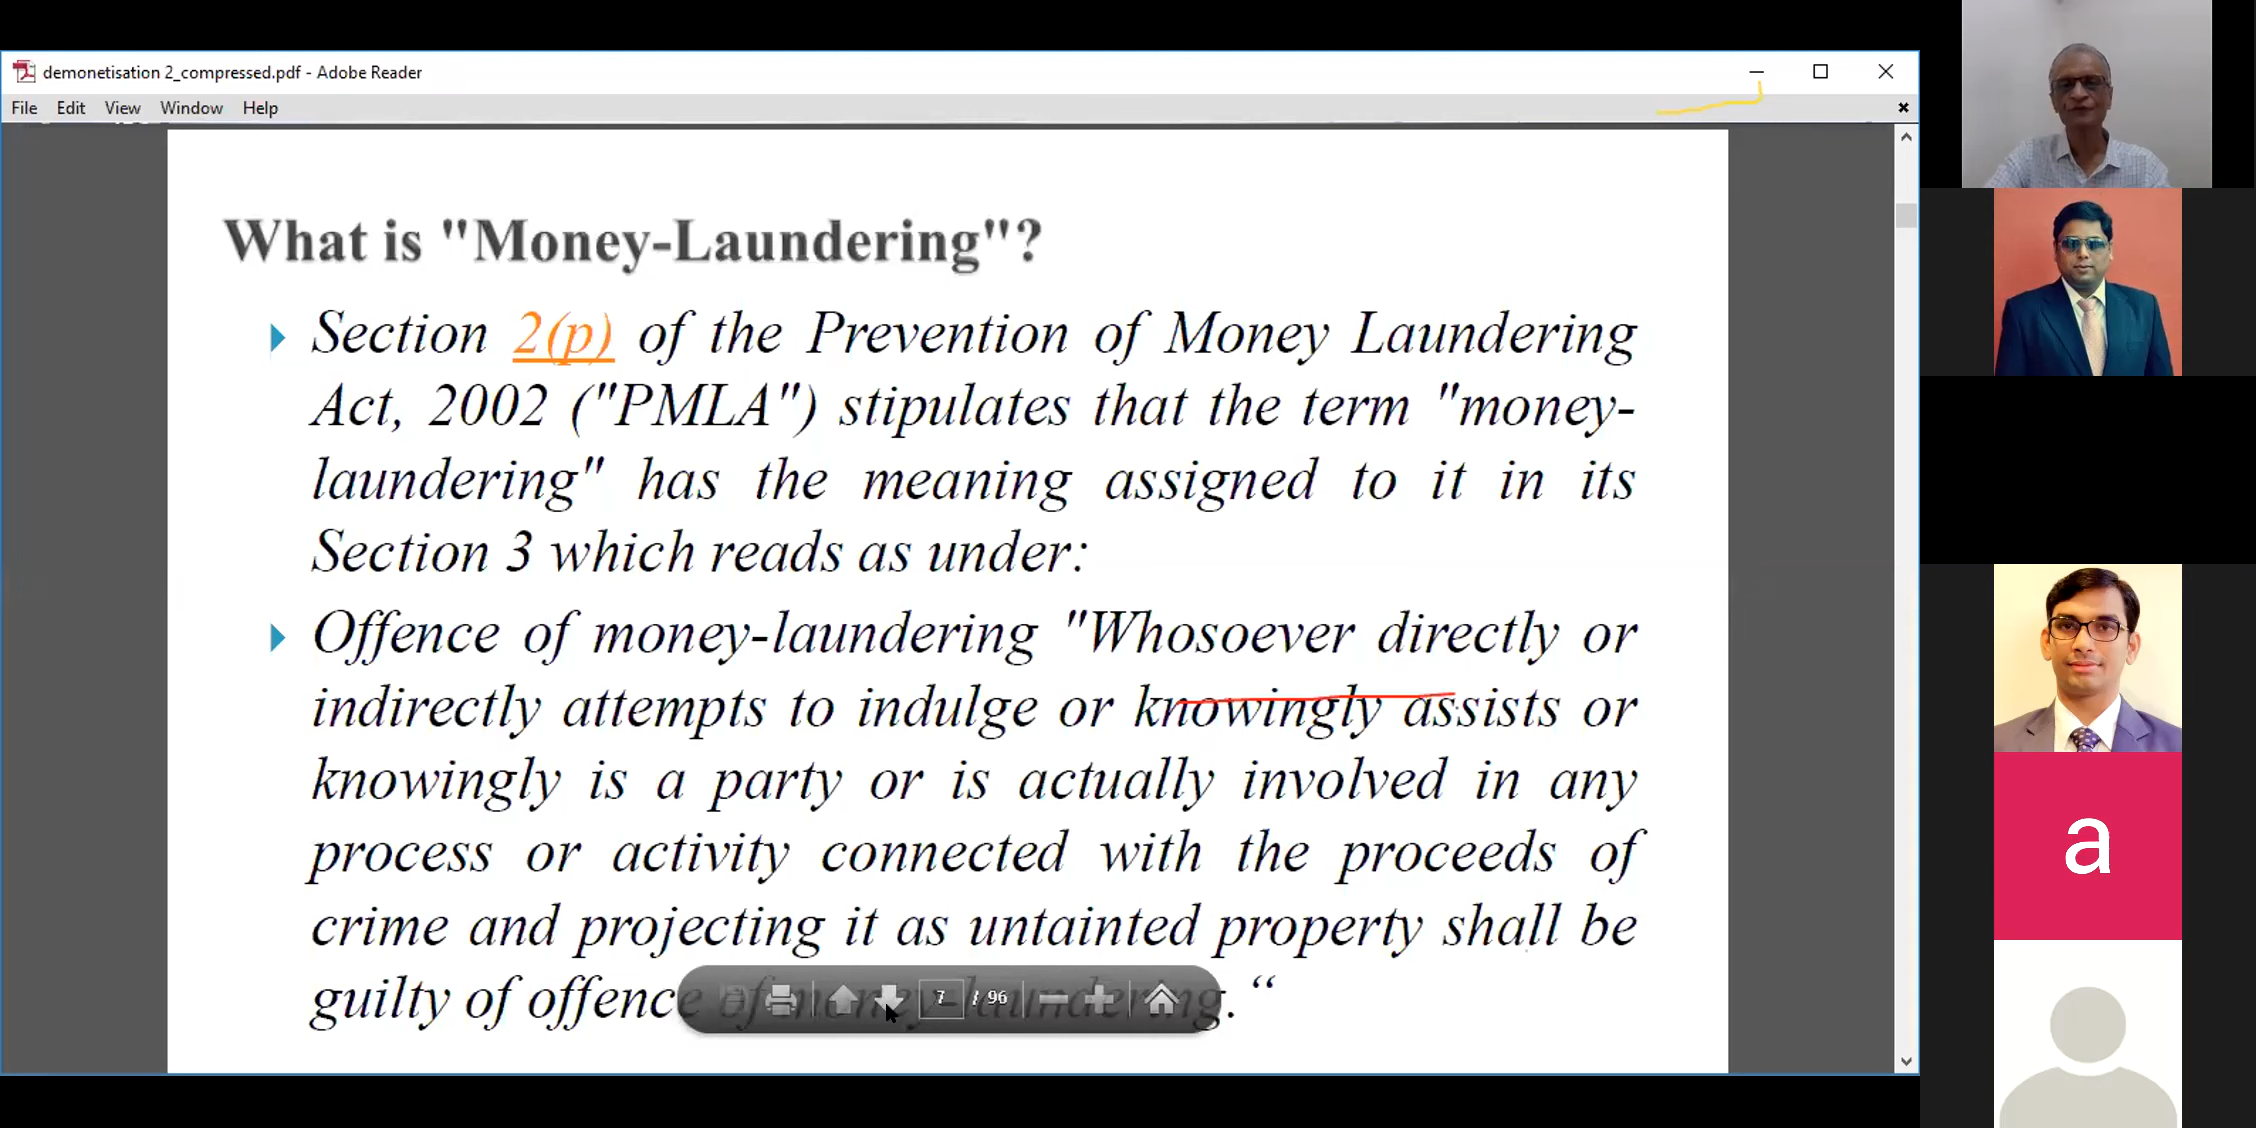 demonetisation 2_compressed.pdf - Adobe Reader
File Edit View Window Help
What is "Money-Laundering"?
Section 2(p) of the Prevention of Money Laundering
Act, 2002 ("PMLA") stipulates that the term "money-
laundering" has the meaning assigned to it in its
Section 3 which reads as under:
Offence of money-laundering "Whosoever directly or
indirectly attempts to indulge or knowingly assists or
knowingly is a party or is actually involved in any
process or activity connected with the proceeds of
crime and projecting it as untainted property shall be
guilty of offence of money-laundering.“
7 / 96
a